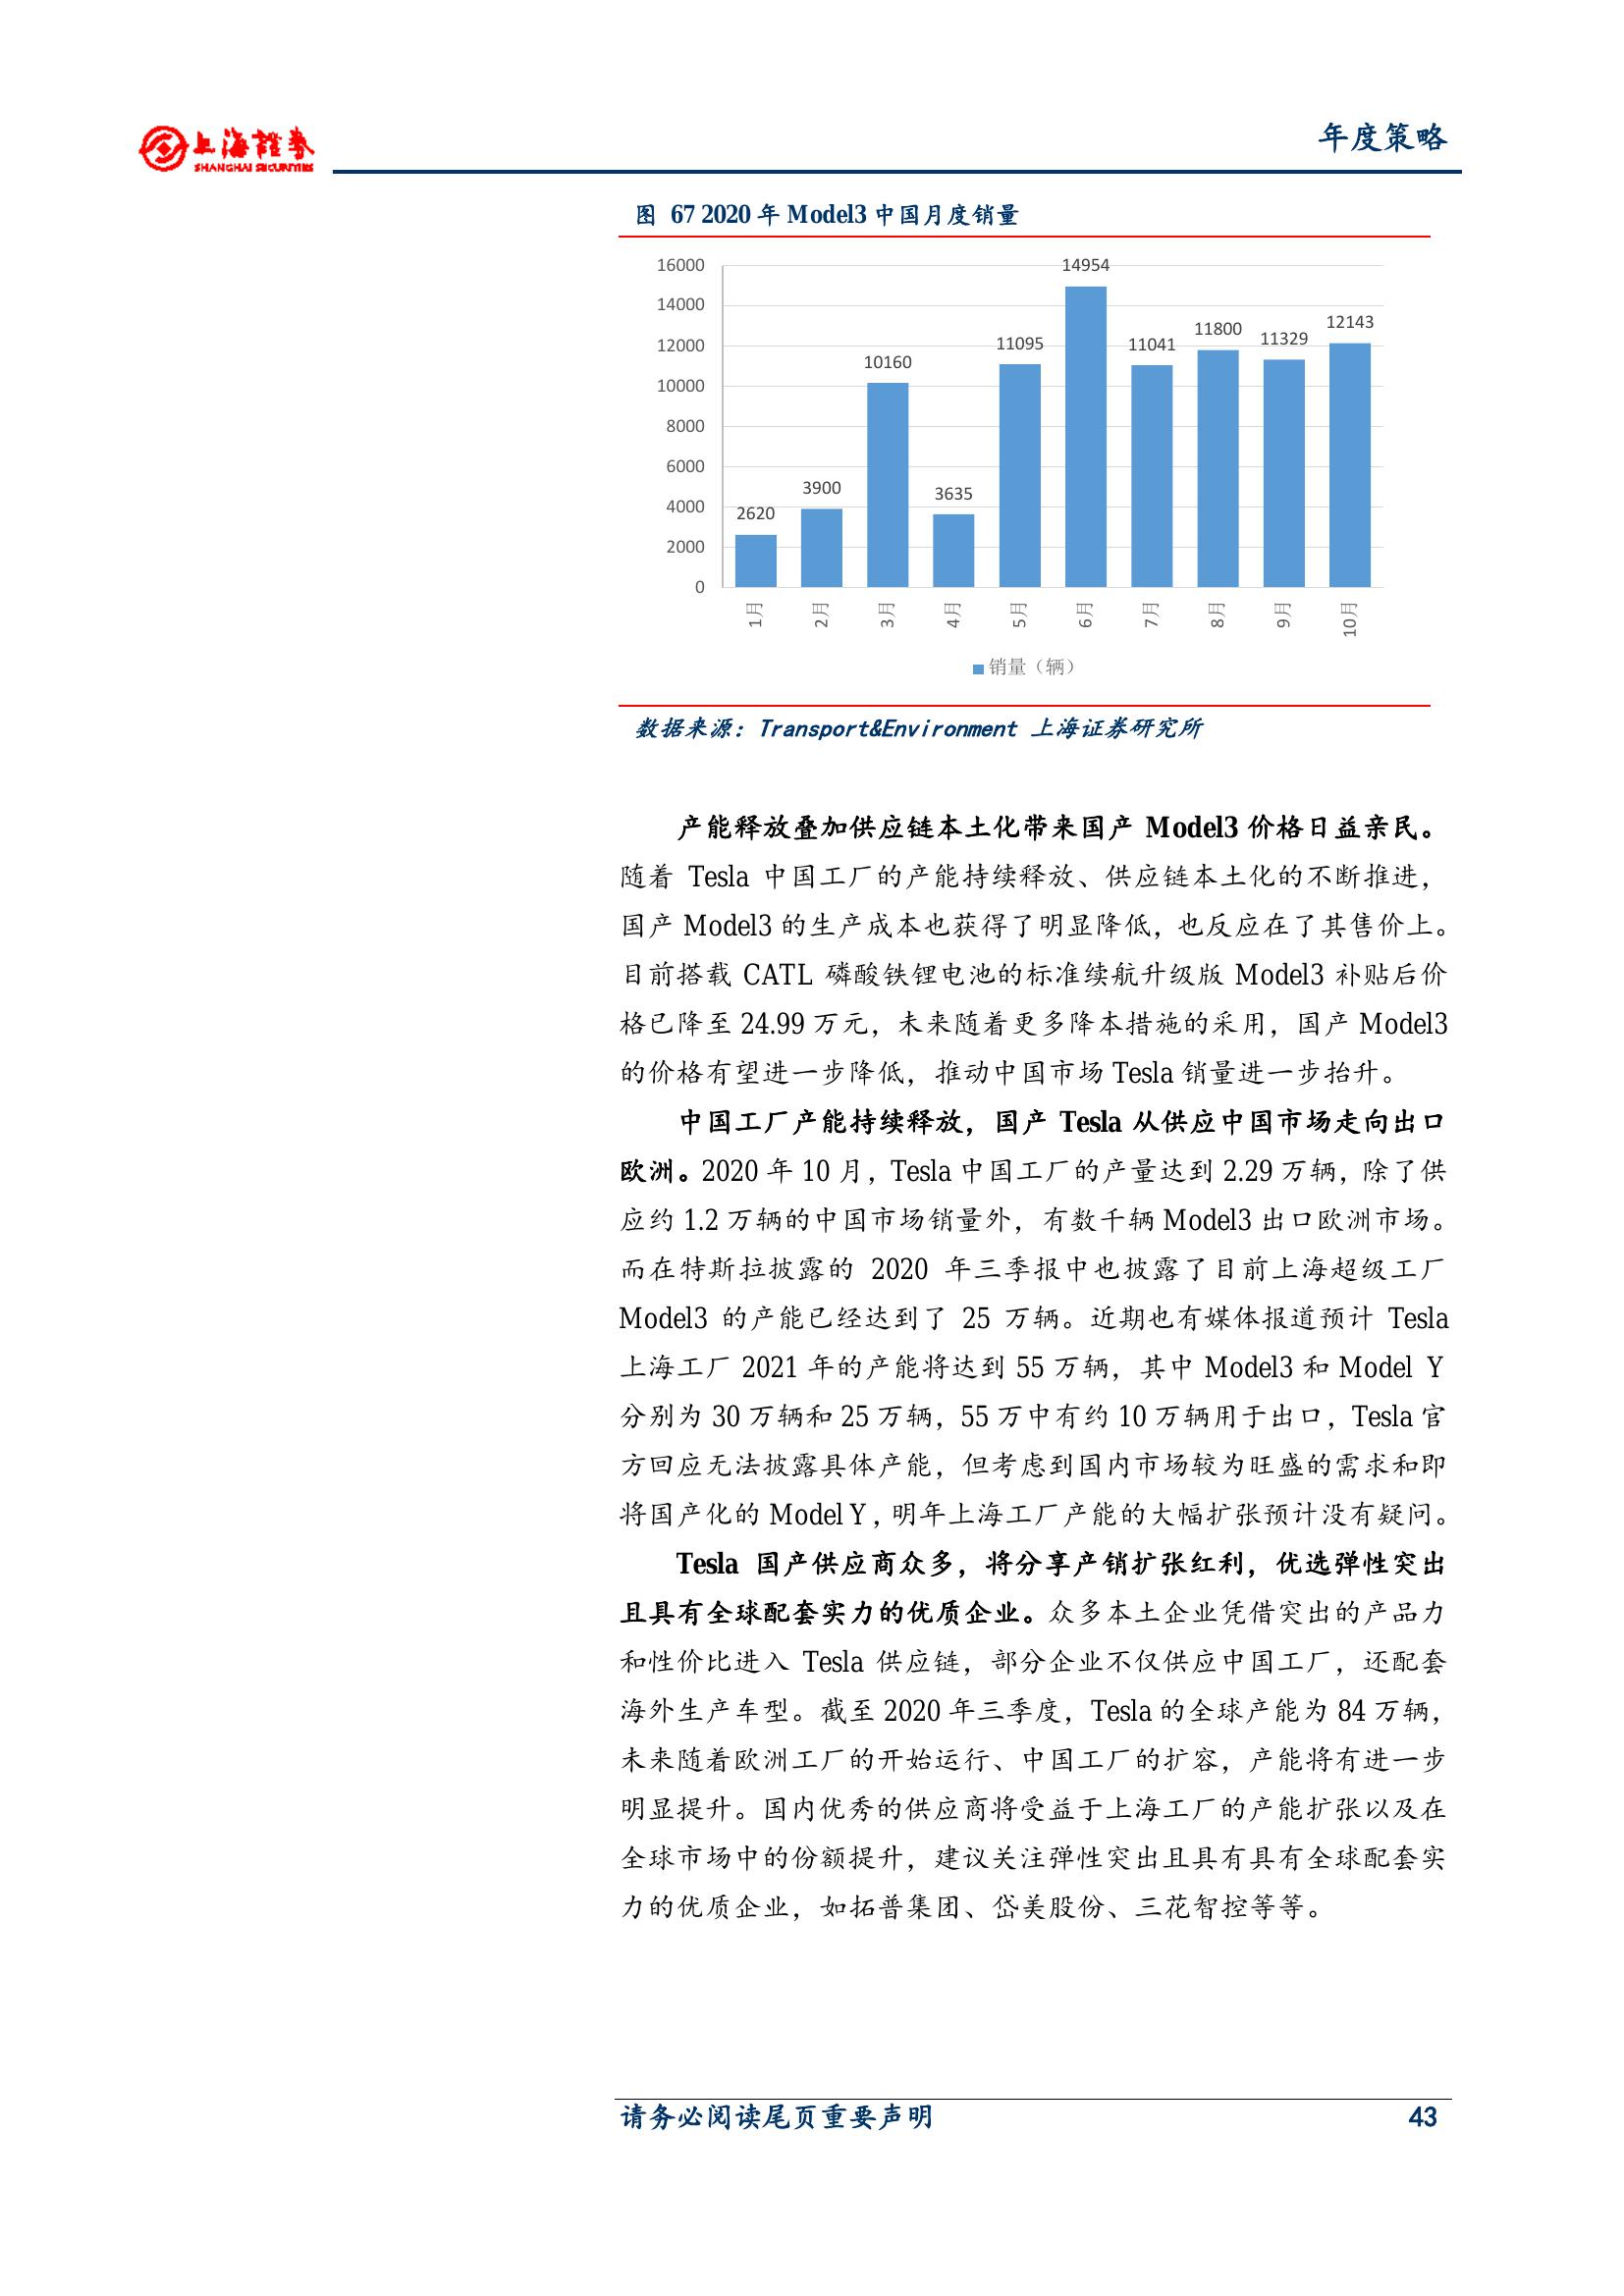 上海證券
SHANGHAI SECURITIES
年度策略
图 67 2020 年 Model3 中国月度销量
16000
14000
12000
10000
8000
6000
4000
2000
0
2620
3900
10160
3635
11095
14954
11041
11800
11329
12143
1月
2月
3月
4月
5月
6月
7月
8月
9月
10月
销量（辆）
数据来源：Transport&Environment 上海证券研究所
产能释放叠加供应链本土化带来国产 Model3 价格日益亲民。
随着 Tesla 中国工厂的产能持续释放、供应链本土化的不断推进，
国产 Model3 的生产成本也获得了明显降低，也反应在了其售价上。
目前搭载 CATL 磷酸铁锂电池的标准续航升级版 Model3 补贴后价
格已降至 24.99 万元，未来随着更多降本措施的采用，国产 Model3
的价格有望进一步降低，推动中国市场 Tesla 销量进一步抬升。
中国工厂产能持续释放，国产 Tesla 从供应中国市场走向出口
欧洲。2020 年 10 月，Tesla 中国工厂的产量达到 2.29 万辆，除了供
应约 1.2 万辆的中国市场销量外，有数千辆 Model3 出口欧洲市场。
而在特斯拉披露的 2020 年三季报中也披露了目前上海超级工厂
Model3 的产能已经达到了 25 万辆。近期也有媒体报道预计 Tesla
上海工厂 2021 年的产能将达到 55 万辆，其中 Model3 和 Model Y
分别为 30 万辆和 25 万辆，55 万中有约 10 万辆用于出口，Tesla 官
方回应无法披露具体产能，但考虑到国内市场较为旺盛的需求和即
将国产化的 Model Y，明年上海工厂产能的大幅扩张预计没有疑问。
Tesla 国产供应商众多，将分享产销扩张红利，优选弹性突出
且具有全球配套实力的优质企业。众多本土企业凭借突出的产品力
和性价比进入 Tesla 供应链，部分企业不仅供应中国工厂，还配套
海外生产车型。截至 2020 年三季度，Tesla 的全球产能为 84 万辆，
未来随着欧洲工厂的开始运行、中国工厂的扩容，产能将有进一步
明显提升。国内优秀的供应商将受益于上海工厂的产能扩张以及在
全球市场中的份额提升，建议关注弹性突出且具有具有全球配套实
力的优质企业，如拓普集团、岱美股份、三花智控等等。
请务必阅读尾页重要声明
43